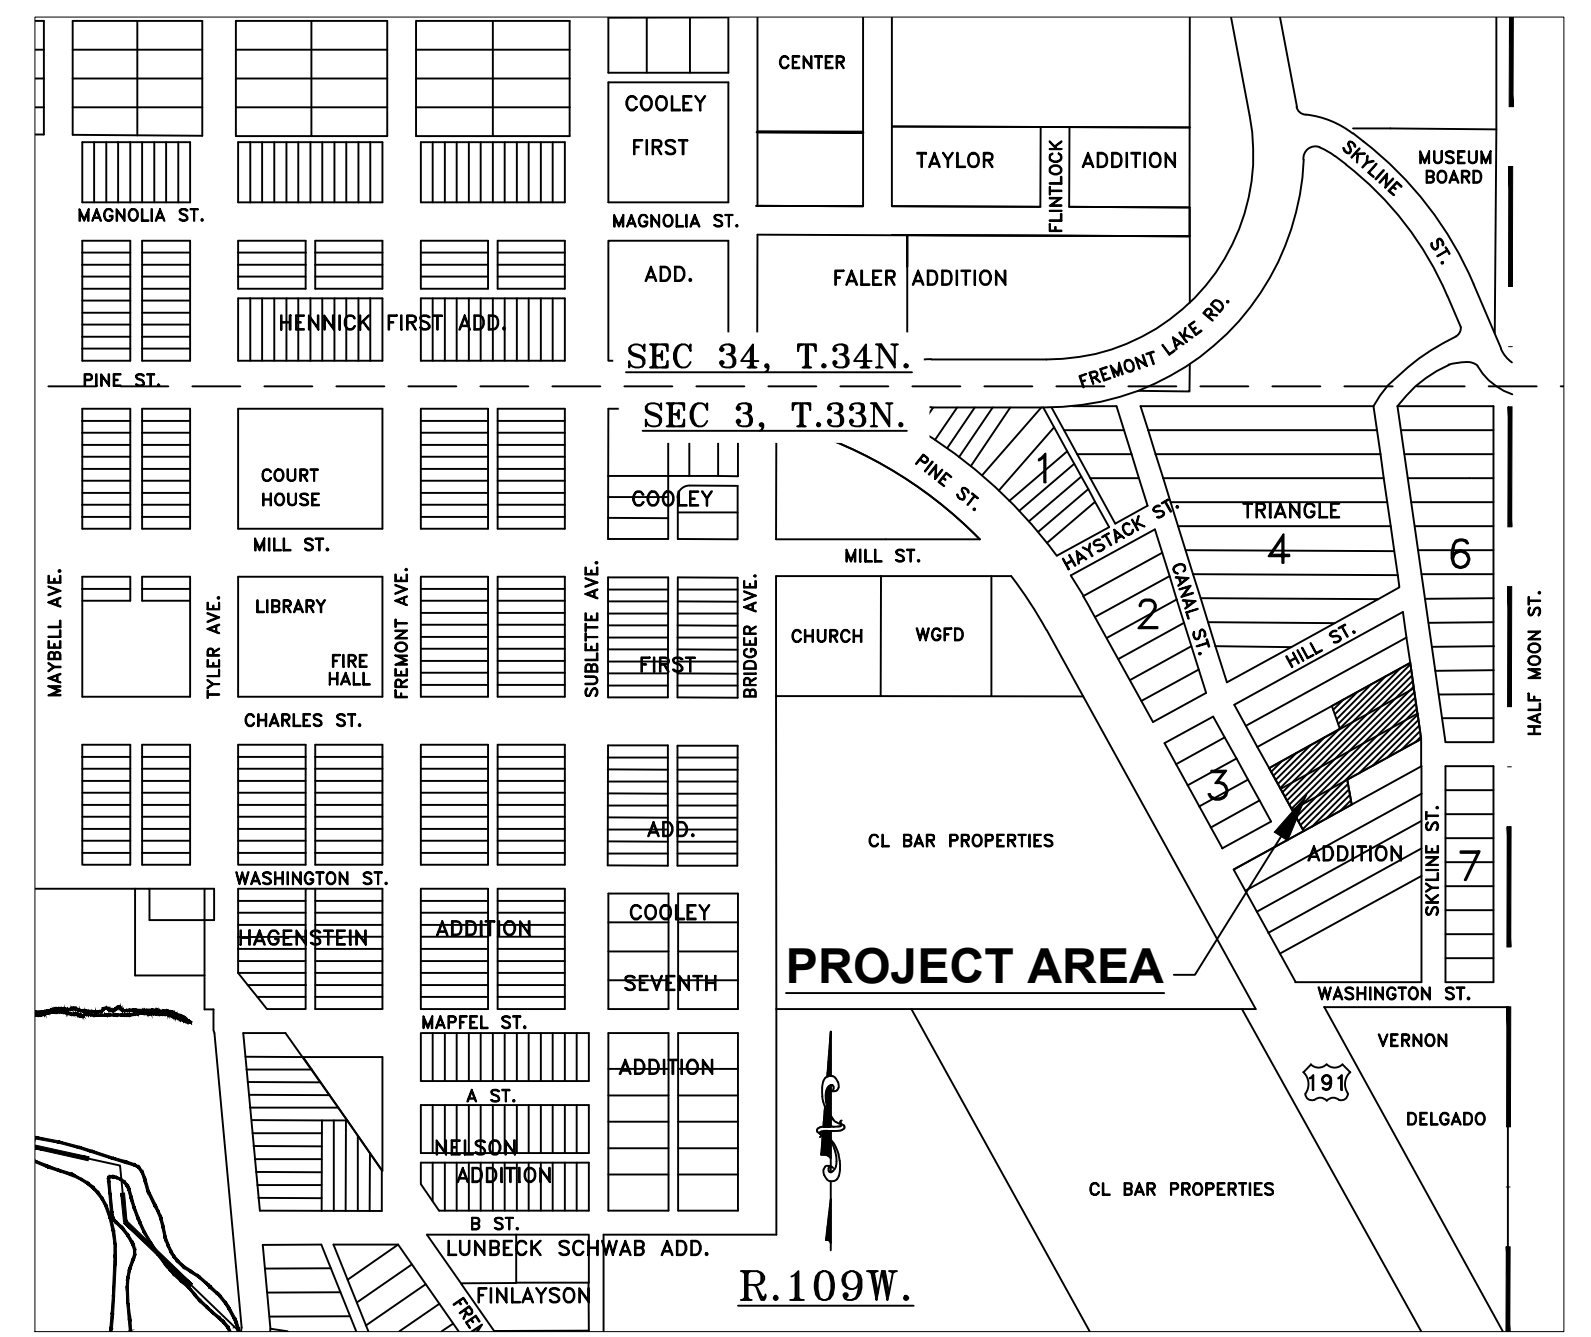 CENTER
COOLEY
FIRST
TAYLOR
FLINTLOCK
ADDITION
SKYLINE
ST.
MUSEUM
BOARD
MAGNOLIA ST.
MAGNOLIA ST.
ADD.
FALER ADDITION
HENNICK FIRST ADD.
FREMONT LAKE RD.
SEC 34, T.34N.
PINE ST.
SEC 3, T.33N.
COURT
HOUSE
COOLEY
PINE ST.
1
HAYSTACK ST.
TRIANGLE
4
6
MILL ST.
MILL ST.
MAYBELL AVE.
TYLER AVE.
LIBRARY
FIRE
HALL
FREMONT AVE.
SUBLETTE AVE.
FIRST
BRIDGER AVE.
CHURCH
WGFD
2
CANAL ST.
HILL ST.
HALF MOON ST.
CHARLES ST.
3
ADD.
CL BAR PROPERTIES
ADDITION
SKYLINE ST.
7
WASHINGTON ST.
HAGENSTEIN
ADDITION
COOLEY
SEVENTH
PROJECT AREA
WASHINGTON ST.
MAPFEL ST.
VERNON
ADDITION
191
A ST.
DELGADO
NELSON
ADDITION
CL BAR PROPERTIES
B ST.
LUNBECK SCHWAB ADD.
FINLAYSON
R.109W.